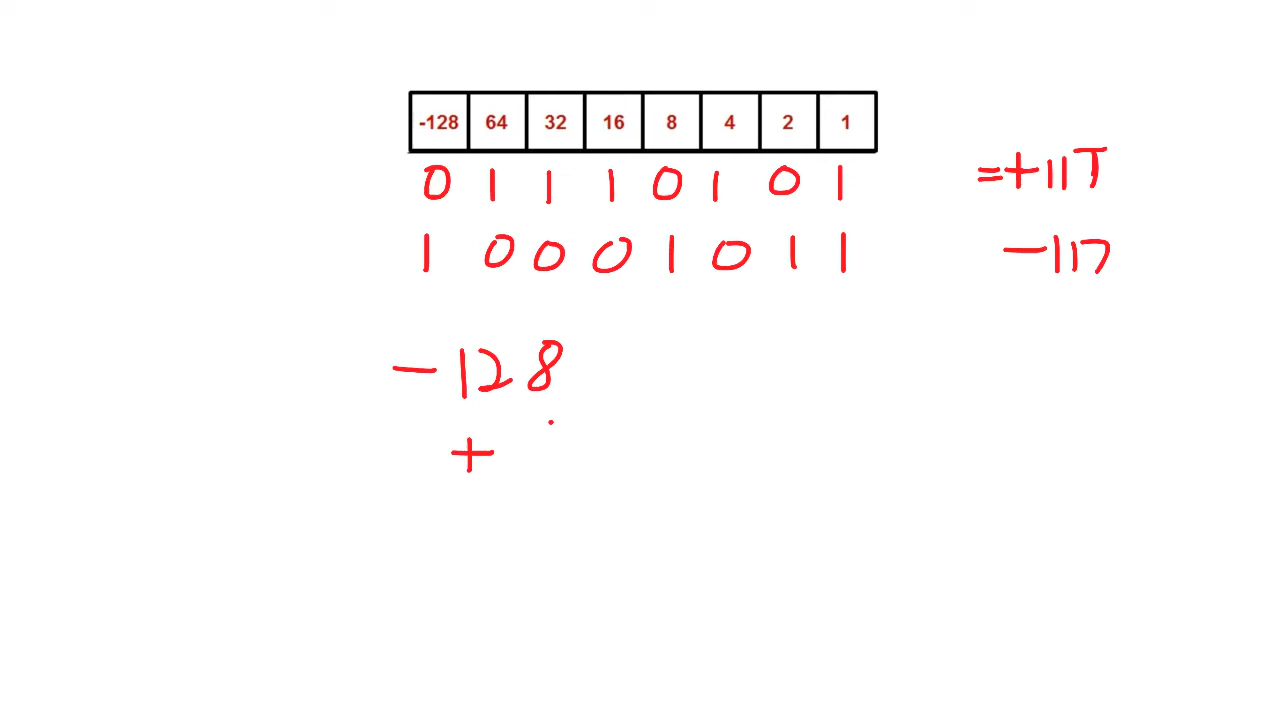 -128 64 32 16 8 4 2 1
0 1 1 1 0 1 0 1 =+117
1 0 0 0 1 0 1 1 -117
-128
+